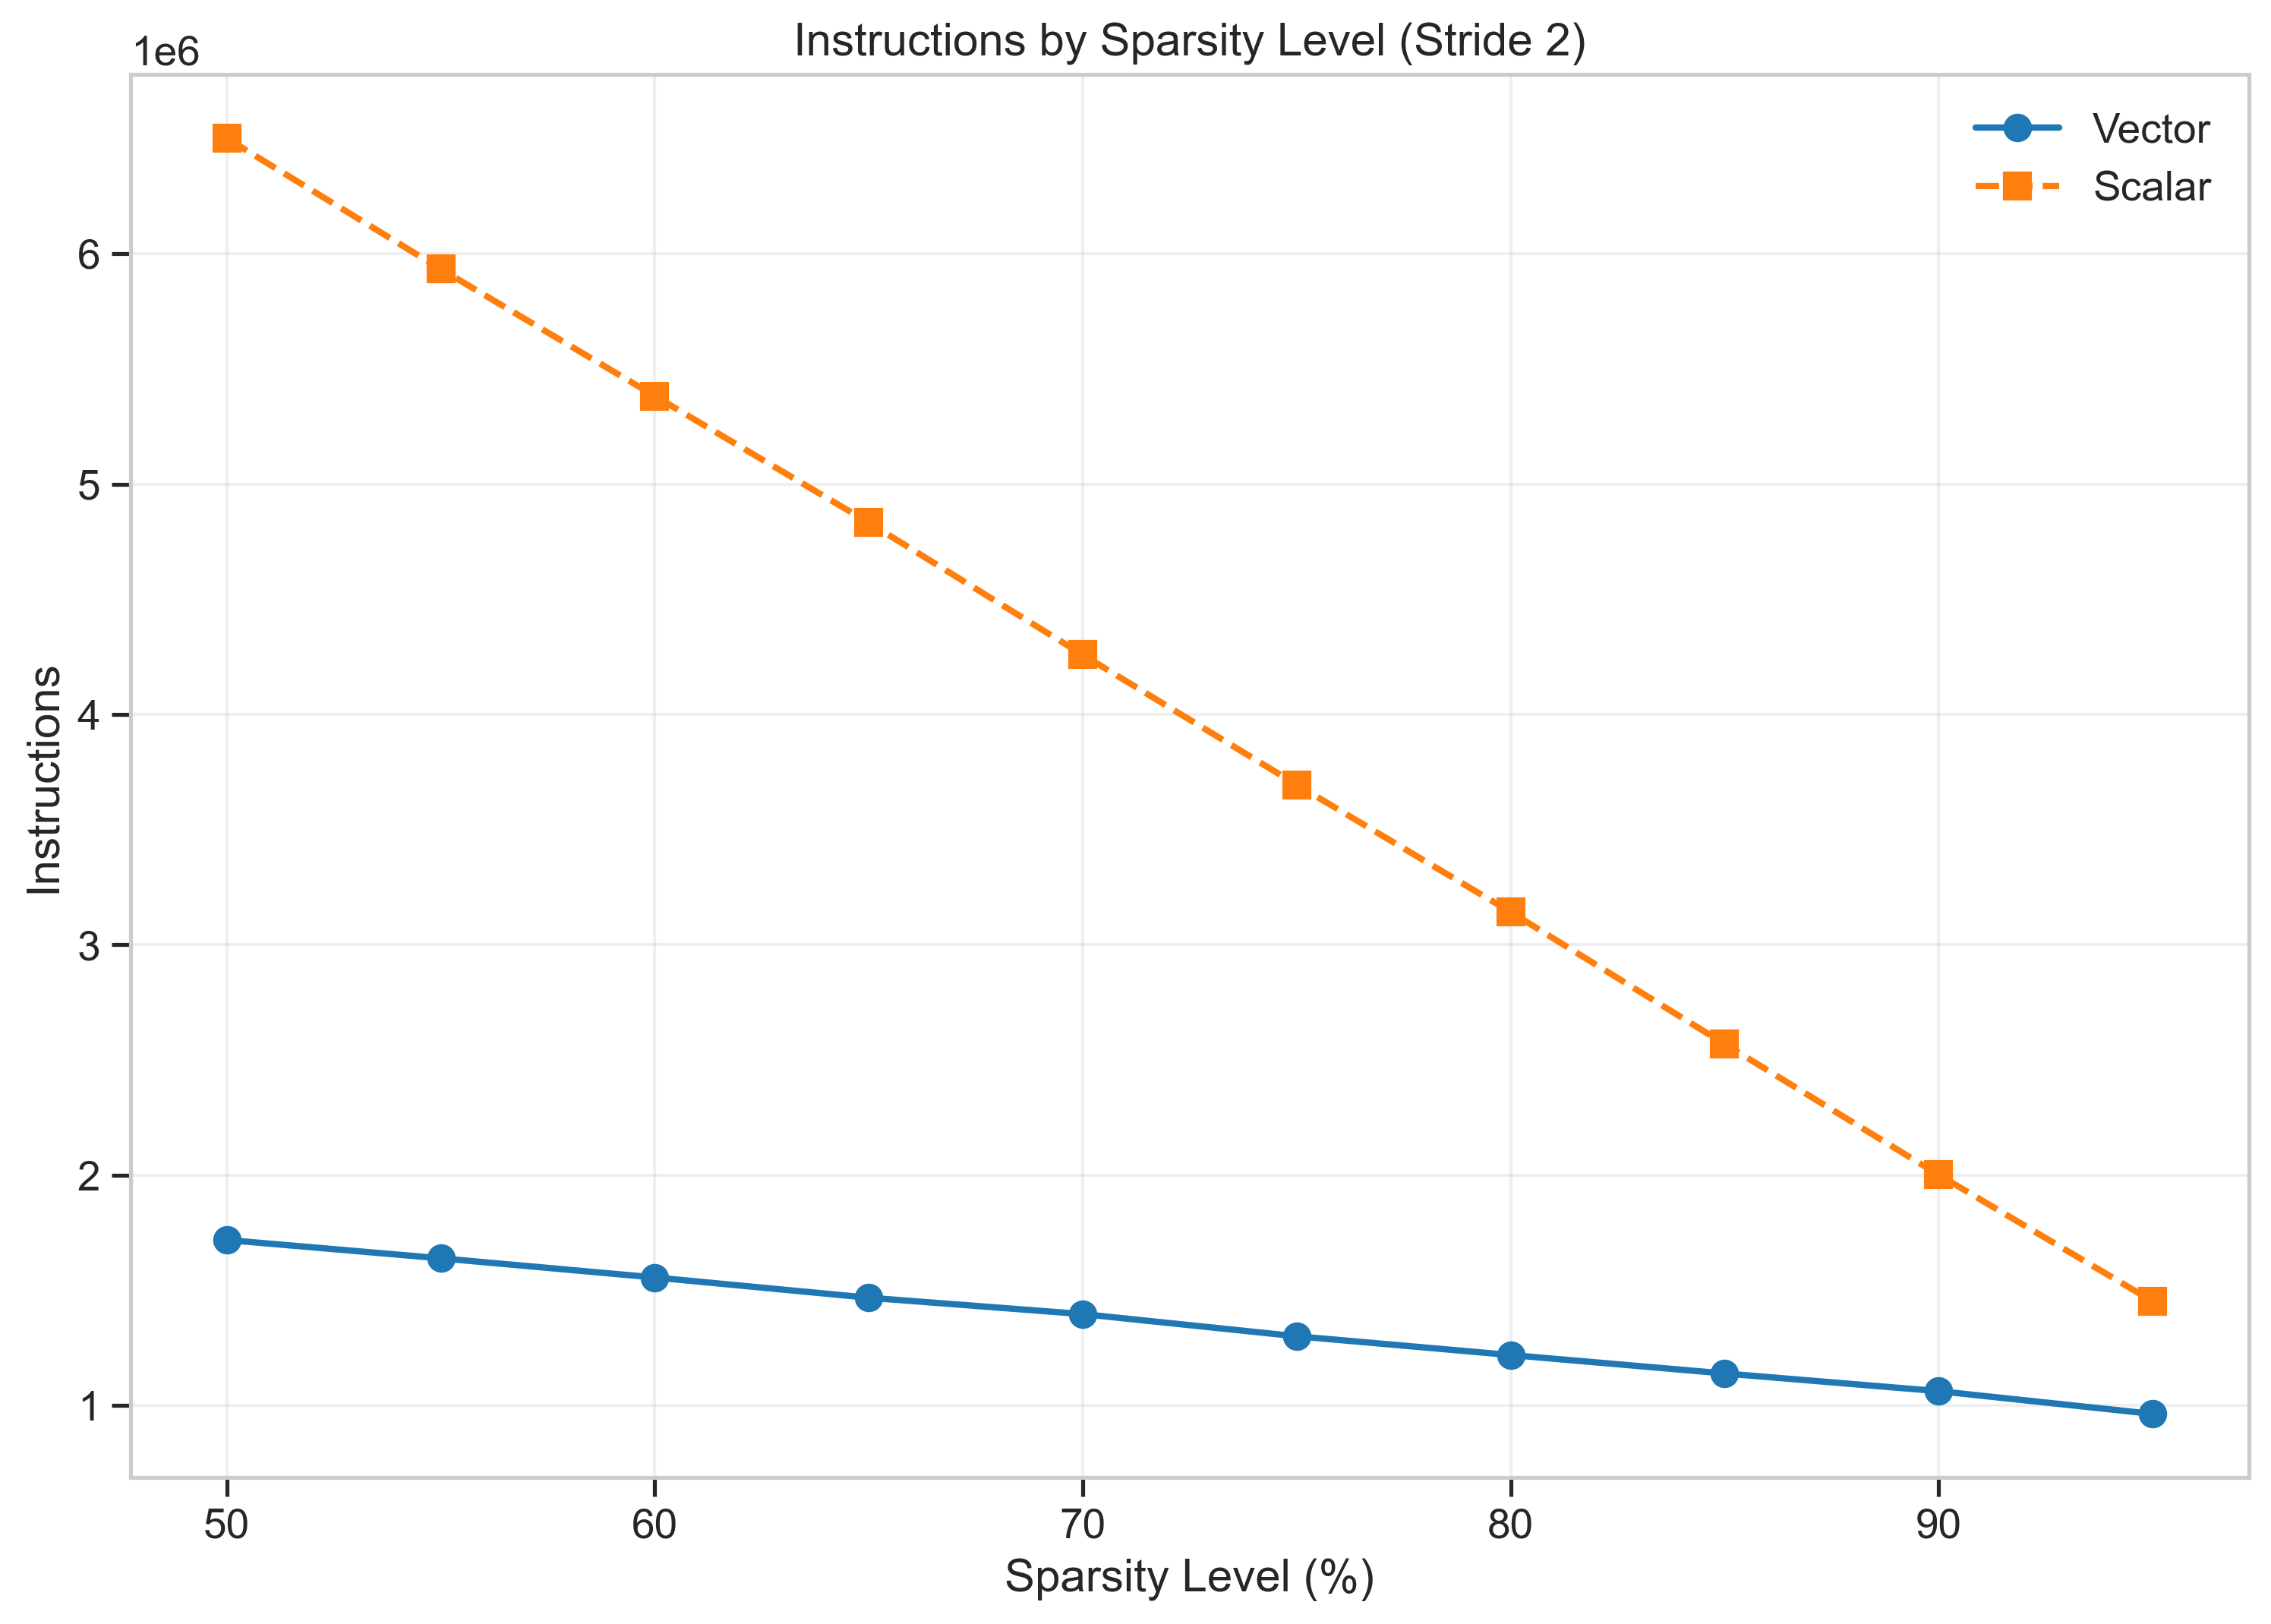 Instructions by Sparsity Level (Stride 2)
1e6
Vector
Scalar
6
5
4
3
2
1
Instructions
50 60 70 80 90
Sparsity Level (%)